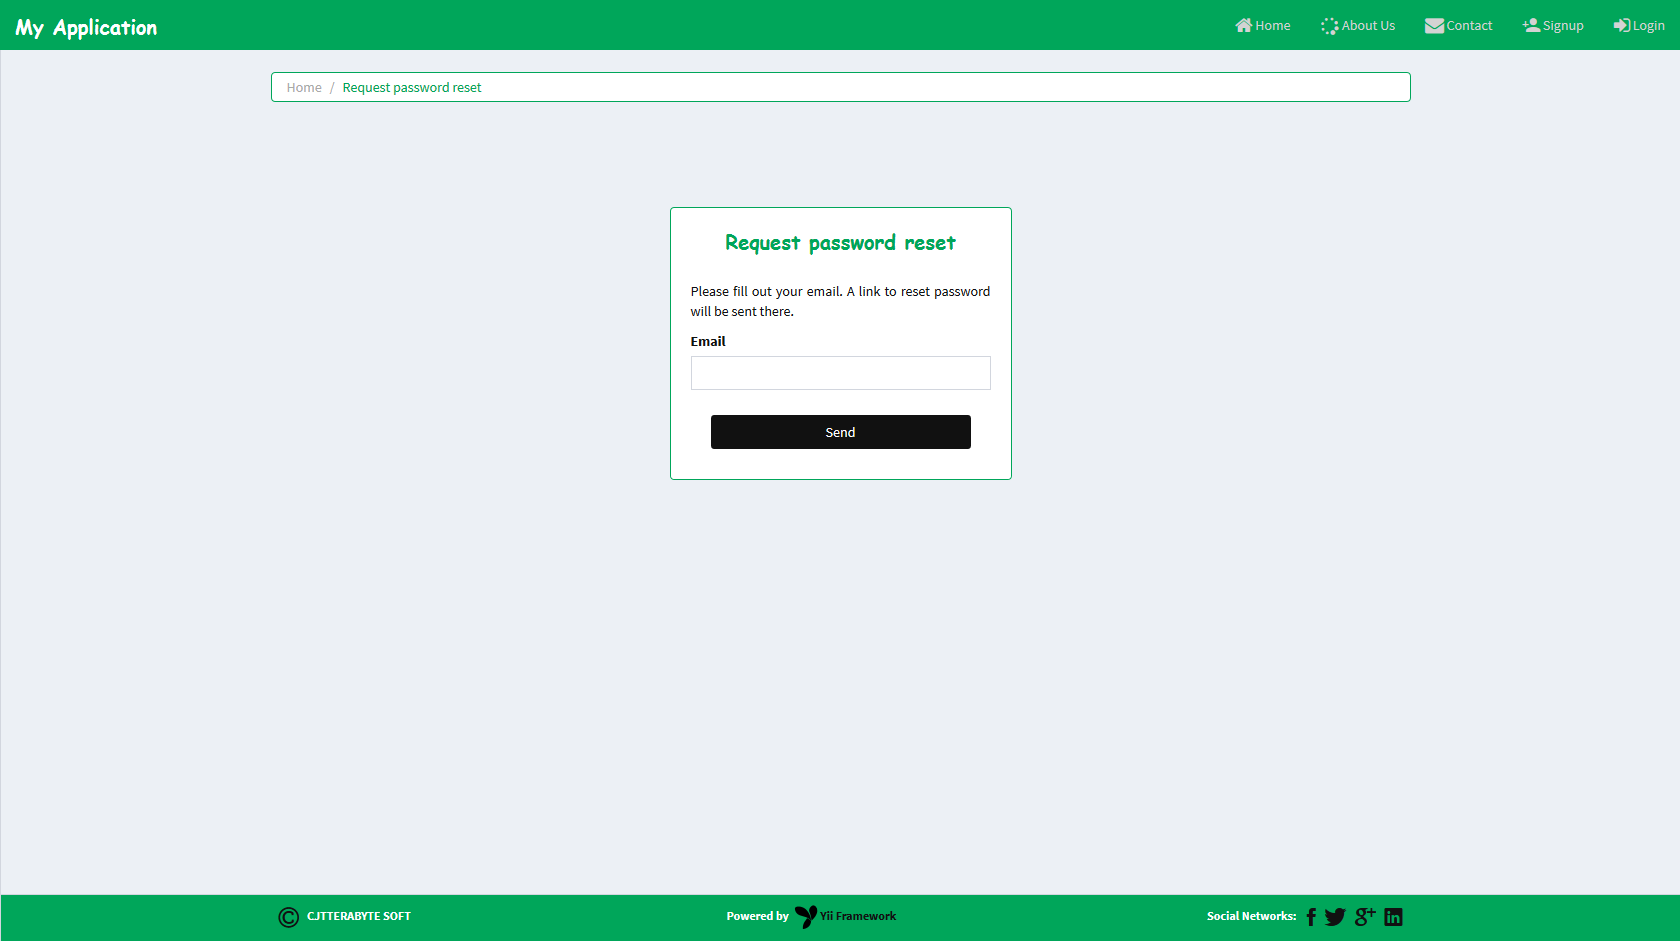 My Application
Home
About Us
Contact
Signup
Login
Home / Request password reset
Request password reset
Please fill out your email. A link to reset password
will be sent there.
Email
Send
© CJTTERABYTE SOFT
Powered by Yii Framework
Social Networks: